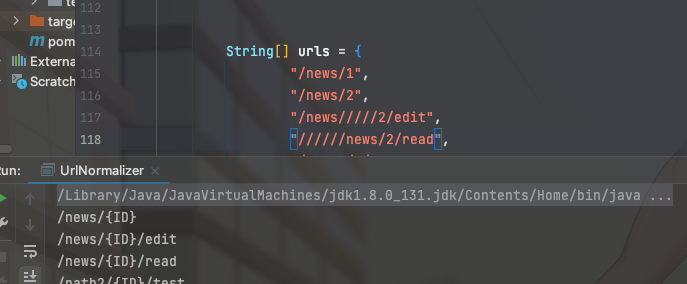 112
113
114 String[] urls = {
115 "/news/1",
116 "/news/2",
117 "/news/////2/edit",
118 "//////news/2/read",
targe
pom
External
Scratch
Run: UrlNormalizer ×
/Library/Java/JavaVirtualMachines/jdk1.8.0_131.jdk/Contents/Home/bin/java ...
/news/{ID}
/news/{ID}/edit
/news/{ID}/read
/path2/{ID}/test